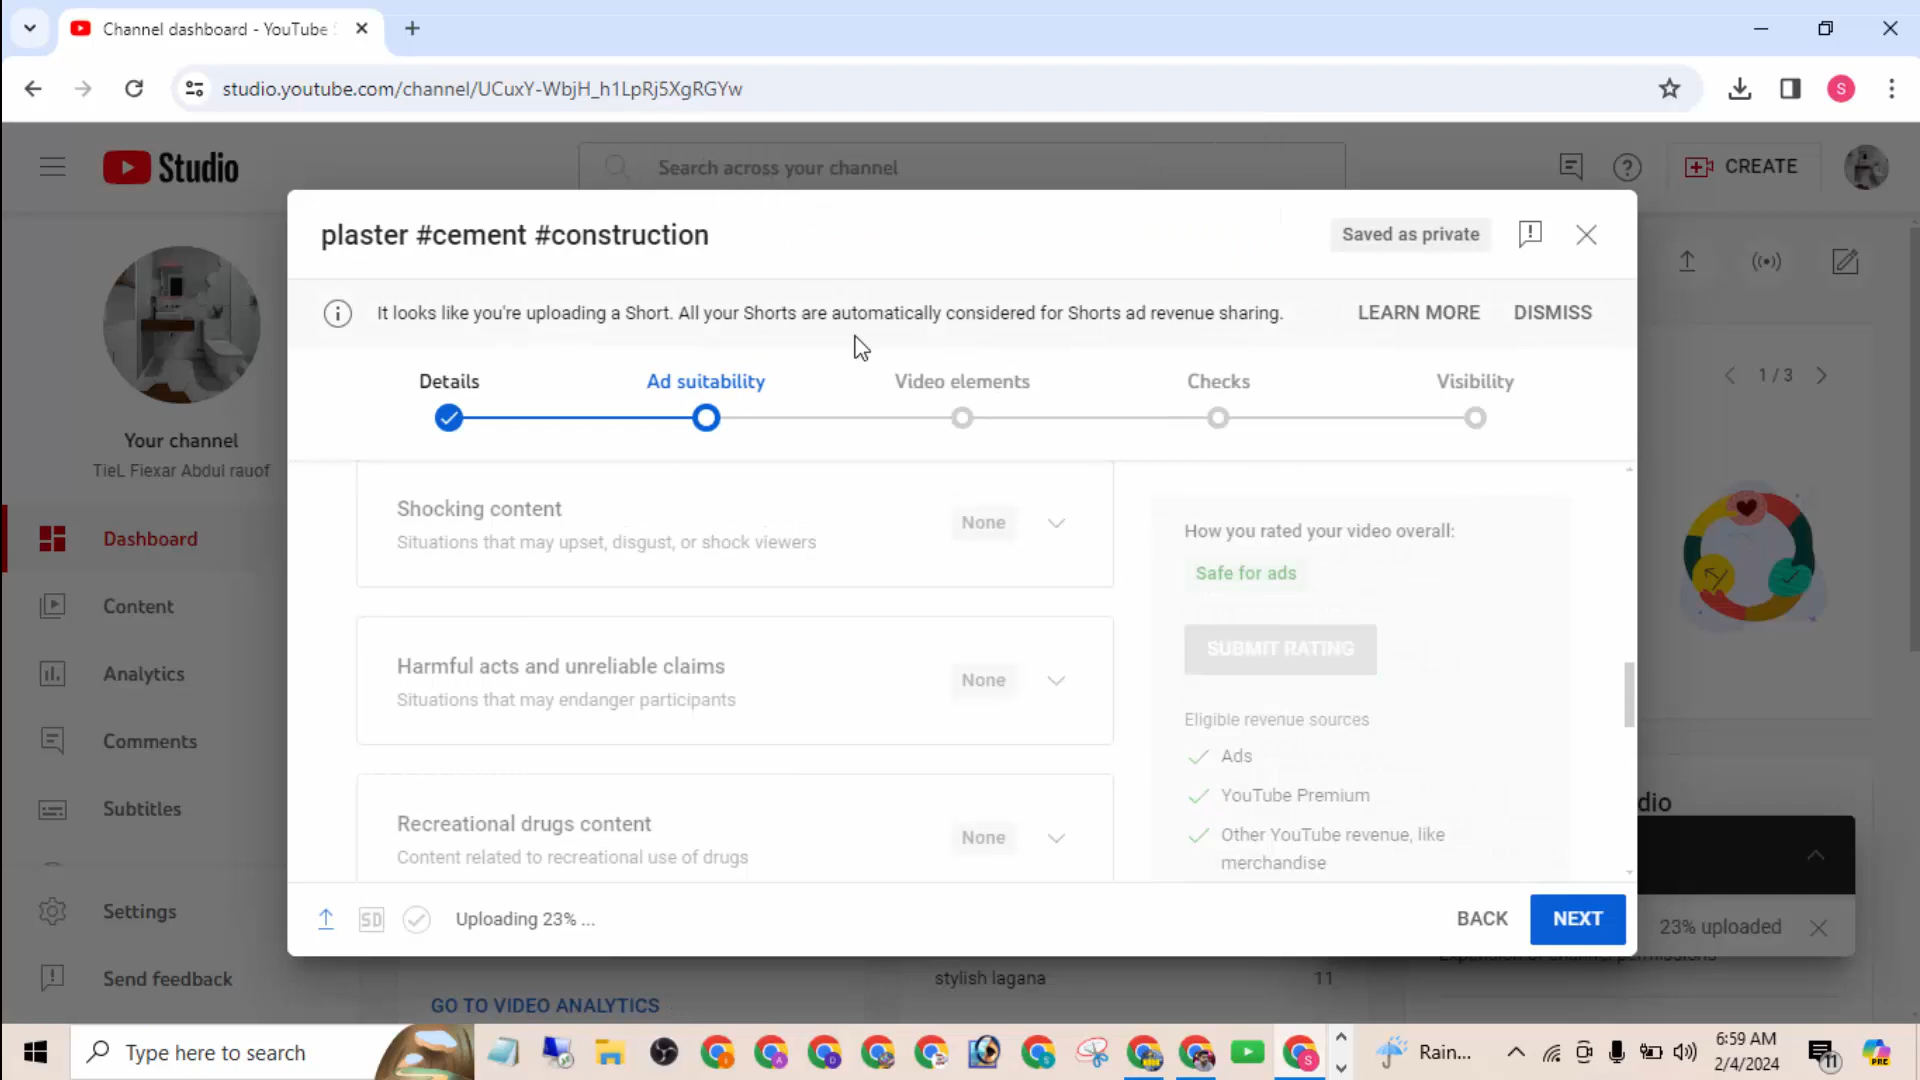 Channel dashboard - YouTube S
studio.youtube.com/channel/UCuxY-WbjH_h1LpRj5XgRGYw
S
Studio
Search across your channel
CREATE
plaster #cement #construction
Saved as private
It looks like you're uploading a Short. All your Shorts are automatically considered for Shorts ad revenue sharing.
LEARN MORE
DISMISS
Details
Ad suitability
Video elements
Checks
Visibility
1 / 3
Your channel
TieL Fiexar Abdul rauof
Dashboard
Content
Analytics
Comments
Subtitles
Settings
Send feedback
Shocking content
Situations that may upset, disgust, or shock viewers
None
Harmful acts and unreliable claims
Situations that may endanger participants
None
Recreational drugs content
Content related to recreational use of drugs
None
How you rated your video overall:
Safe for ads
SUBMIT RATING
Eligible revenue sources
Ads
YouTube Premium
Other YouTube revenue, like
merchandise
dio
SD
Uploading 23% ...
BACK
NEXT
23% uploaded
Expansion of channel permissions
stylish lagana
11
GO TO VIDEO ANALYTICS
Type here to search
Rain...
6:59 AM
2/4/2024
11
PRE